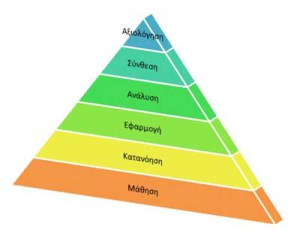 Αξιολόγηση
Σύνθεση
Ανάλυση
Εφαρμογή
Κατανόηση
Μάθηση